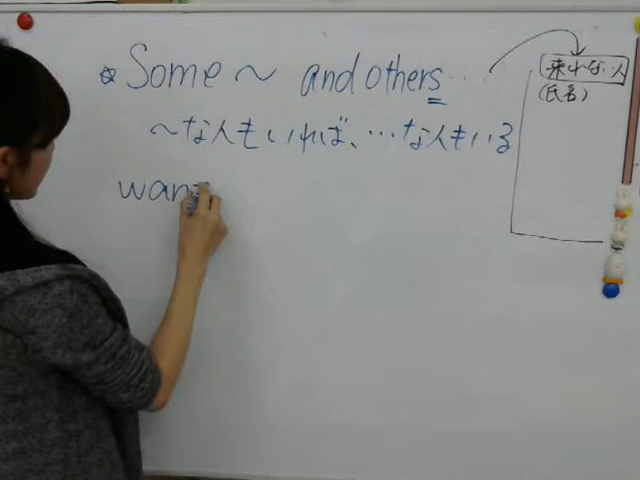 ☆ Some ～ and others…
～な人もいれば、…な人もいる
wan
来れない人
(氏名)